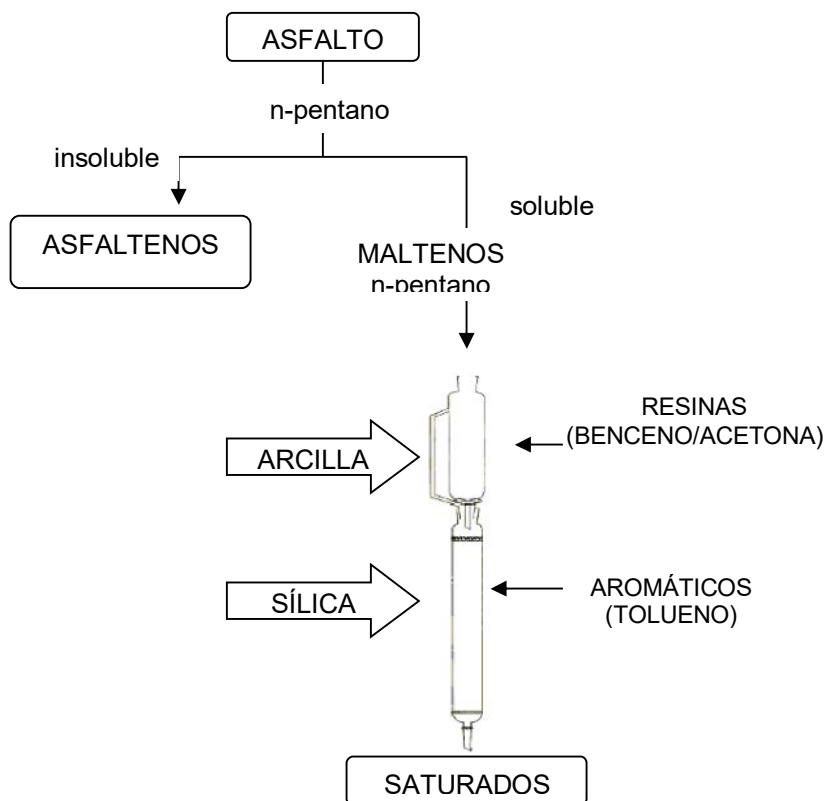 ASFALTO
n-pentano
insoluble
soluble
ASFALTENOS
MALTENOS
n-pentano
RESINAS
(BENCENO/ACETONA)
ARCILLA
AROMÁTICOS
(TOLUENO)
SÍLICA
SATURADOS